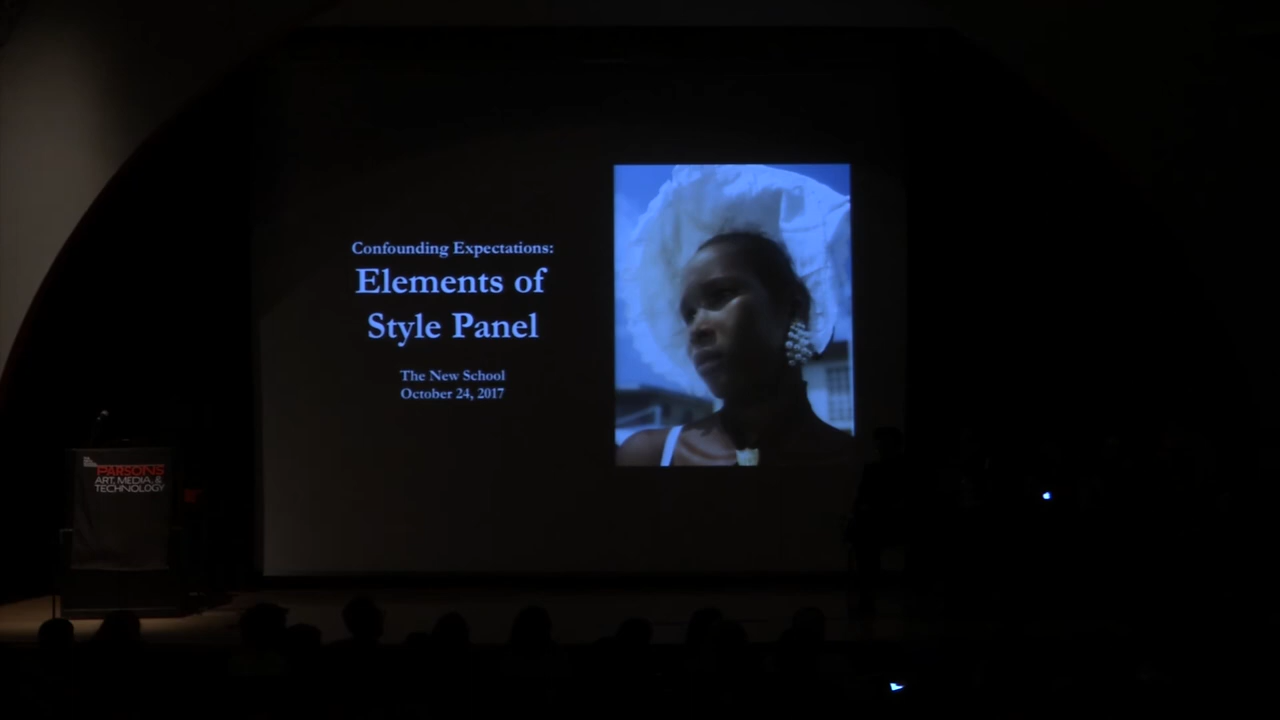 Confounding Expectations:
Elements of
Style Panel
The New School
October 24, 2017
PARSONS
ART, MEDIA, &
TECHNOLOGY